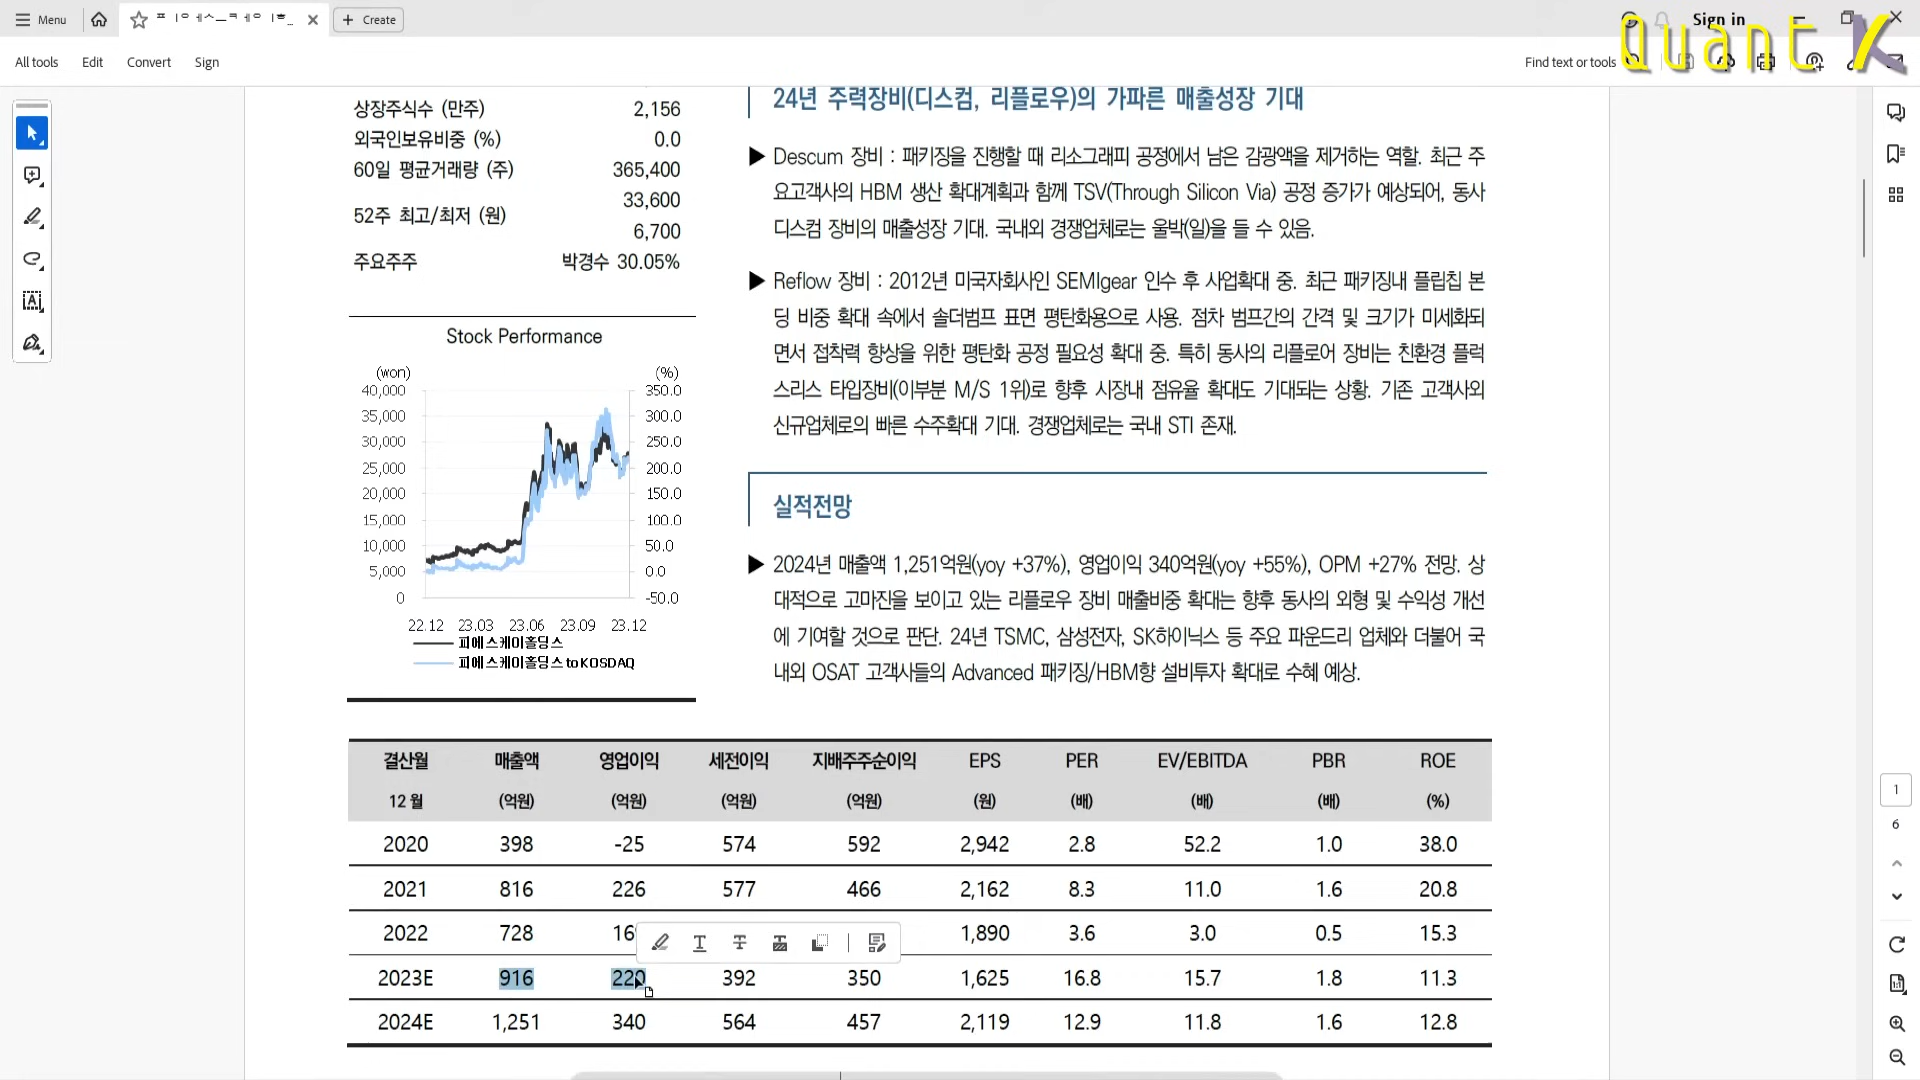 Menu
Create
Sign in
Quant K
All tools
Edit
Convert
Sign
Find text or tools
상장주식수 (만주) 2,156
외국인보유비중 (%) 0.0
60일 평균거래량 (주) 365,400
52주 최고/최저 (원) 33,600
6,700
주요주주 박경수 30.05%
Stock Performance
(won) (%)
40,000 350.0
35,000 300.0
30,000 250.0
25,000 200.0
20,000 150.0
15,000 100.0
10,000 50.0
5,000 0.0
0 -50.0
22.12 23.03 23.06 23.09 23.12
피에스케이홀딩스
피에스케이홀딩스 to KOSDAQ
24년 주력장비(디스컴, 리플로우)의 가파른 매출성장 기대
▶ Descum 장비 : 패키징을 진행할 때 리소그래피 공정에서 남은 감광액을 제거하는 역할. 최근 주
요고객사의 HBM 생산 확대계획과 함께 TSV(Through Silicon Via) 공정 증가가 예상되어, 동사
디스컴 장비의 매출성장 기대. 국내외 경쟁업체로는 울박(일)을 들 수 있음.
▶ Reflow 장비 : 2012년 미국자회사인 SEMIgear 인수 후 사업확대 중. 최근 패키징내 플립칩 본
딩 비중 확대 속에서 솔더범프 표면 평탄화용으로 사용. 점차 범프간의 간격 및 크기가 미세화되
면서 접착력 향상을 위한 평탄화 공정 필요성 확대 중. 특히 동사의 리플로어 장비는 친환경 플럭
스리스 타입장비(이부분 M/S 1위)로 향후 시장내 점유율 확대도 기대되는 상황. 기존 고객사외
신규업체로의 빠른 수주확대 기대. 경쟁업체로는 국내 STI 존재.
실적전망
▶ 2024년 매출액 1,251억원(yoy +37%), 영업이익 340억원(yoy +55%), OPM +27% 전망. 상
대적으로 고마진을 보이고 있는 리플로우 장비 매출비중 확대는 향후 동사의 외형 및 수익성 개선
에 기여할 것으로 판단. 24년 TSMC, 삼성전자, SK하이닉스 등 주요 파운드리 업체와 더불어 국
내외 OSAT 고객사들의 Advanced 패키징/HBM향 설비투자 확대로 수혜 예상.
결산월 매출액 영업이익 세전이익 지배주주순이익 EPS PER EV/EBITDA PBR ROE
12 월 (억원) (억원) (억원) (억원) (원) (배) (배) (배) (%)
2020 398 -25 574 592 2,942 2.8 52.2 1.0 38.0
2021 816 226 577 466 2,162 8.3 11.0 1.6 20.8
2022 728 1,890 3.6 3.0 0.5 15.3
2023E 916 220 392 350 1,625 16.8 15.7 1.8 11.3
2024E 1,251 340 564 457 2,119 12.9 11.8 1.6 12.8
1
6